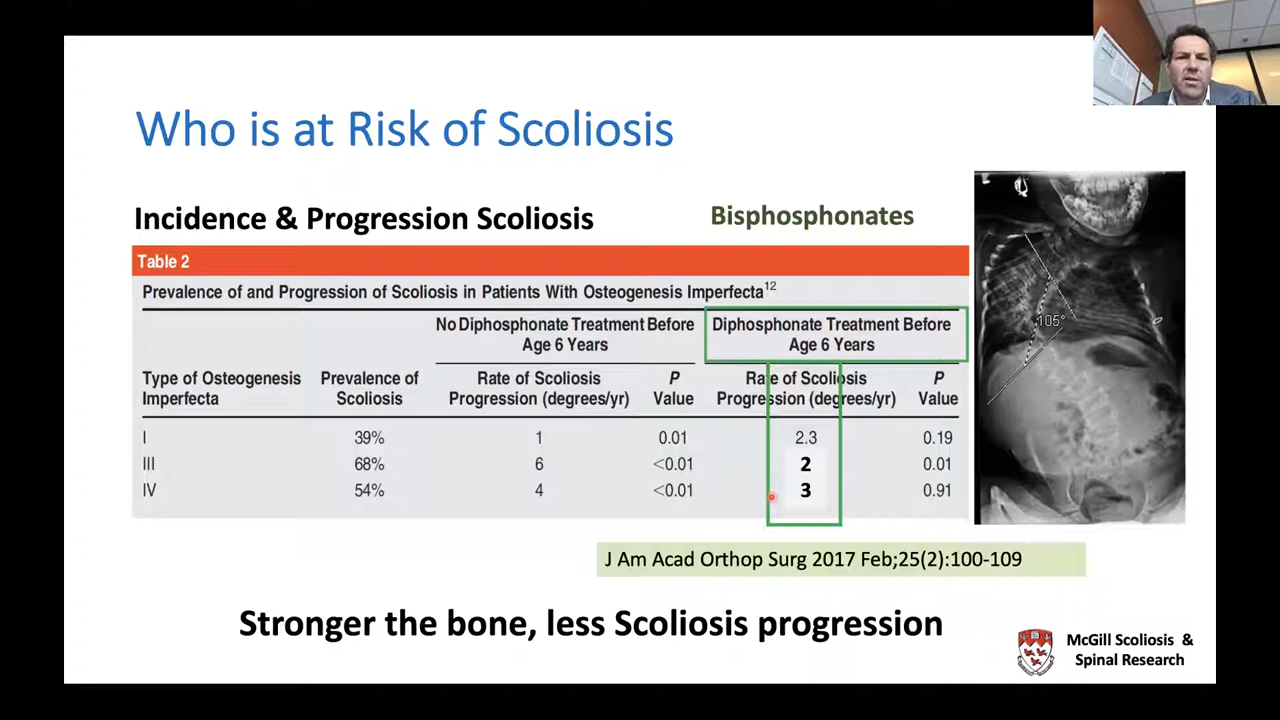 Who is at Risk of Scoliosis
Incidence & Progression Scoliosis
Bisphosphonates
Table 2
Prevalence of and Progression of Scoliosis in Patients With Osteogenesis Imperfecta12
No Diphosphonate Treatment Before Age 6 Years
Diphosphonate Treatment Before Age 6 Years
Type of Osteogenesis Imperfecta
Prevalence of Scoliosis
Rate of Scoliosis Progression (degrees/yr)
P Value
Rate of Scoliosis Progression (degrees/yr)
P Value
I 39% 1 0.01 2.3 0.19
III 68% 6 <0.01 2 0.01
IV 54% 4 <0.01 3 0.91
105°
J Am Acad Orthop Surg 2017 Feb;25(2):100-109
Stronger the bone, less Scoliosis progression
McGill Scoliosis &
Spinal Research